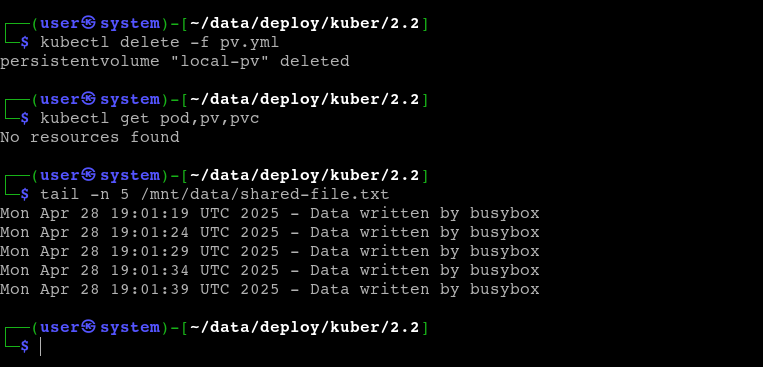 ┌──(user㉿system)-[~/data/deploy/kuber/2.2]
└─$ kubectl delete -f pv.yml
persistentvolume "local-pv" deleted
┌──(user㉿system)-[~/data/deploy/kuber/2.2]
└─$ kubectl get pod,pv,pvc
No resources found
┌──(user㉿system)-[~/data/deploy/kuber/2.2]
└─$ tail -n 5 /mnt/data/shared-file.txt
Mon Apr 28 19:01:19 UTC 2025 - Data written by busybox
Mon Apr 28 19:01:24 UTC 2025 - Data written by busybox
Mon Apr 28 19:01:29 UTC 2025 - Data written by busybox
Mon Apr 28 19:01:34 UTC 2025 - Data written by busybox
Mon Apr 28 19:01:39 UTC 2025 - Data written by busybox
┌──(user㉿system)-[~/data/deploy/kuber/2.2]
└─$